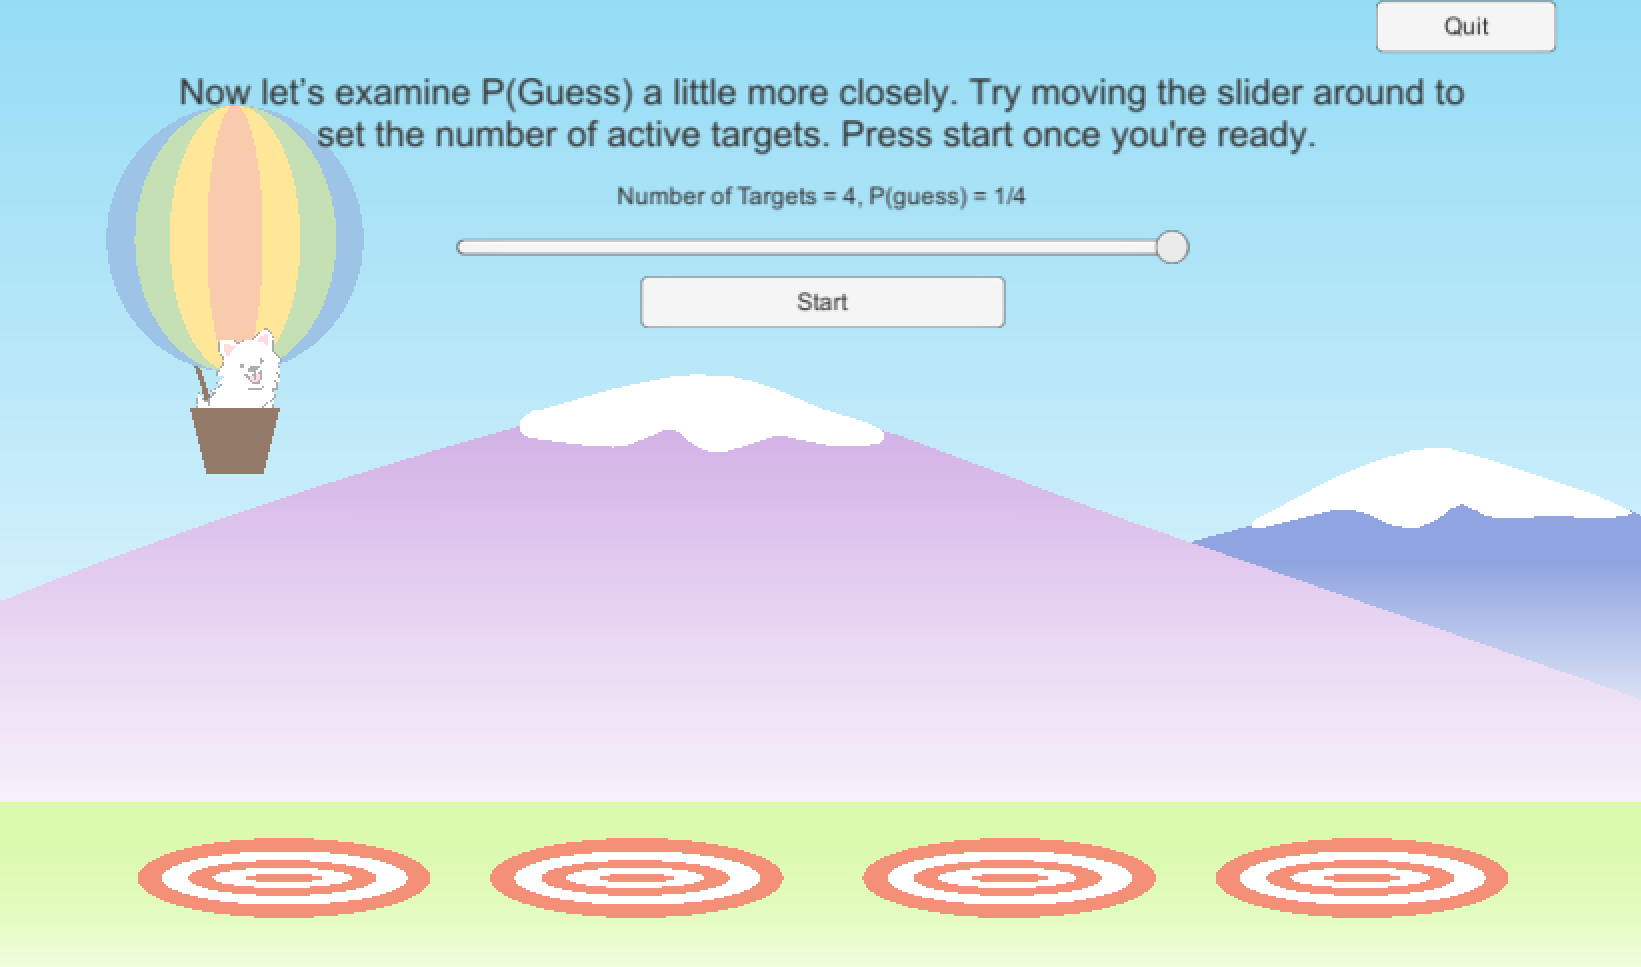 Quit
Now let's examine P(Guess) a little more closely. Try moving the slider around to
set the number of active targets. Press start once you're ready.
Number of Targets = 4, P(guess) = 1/4
Start